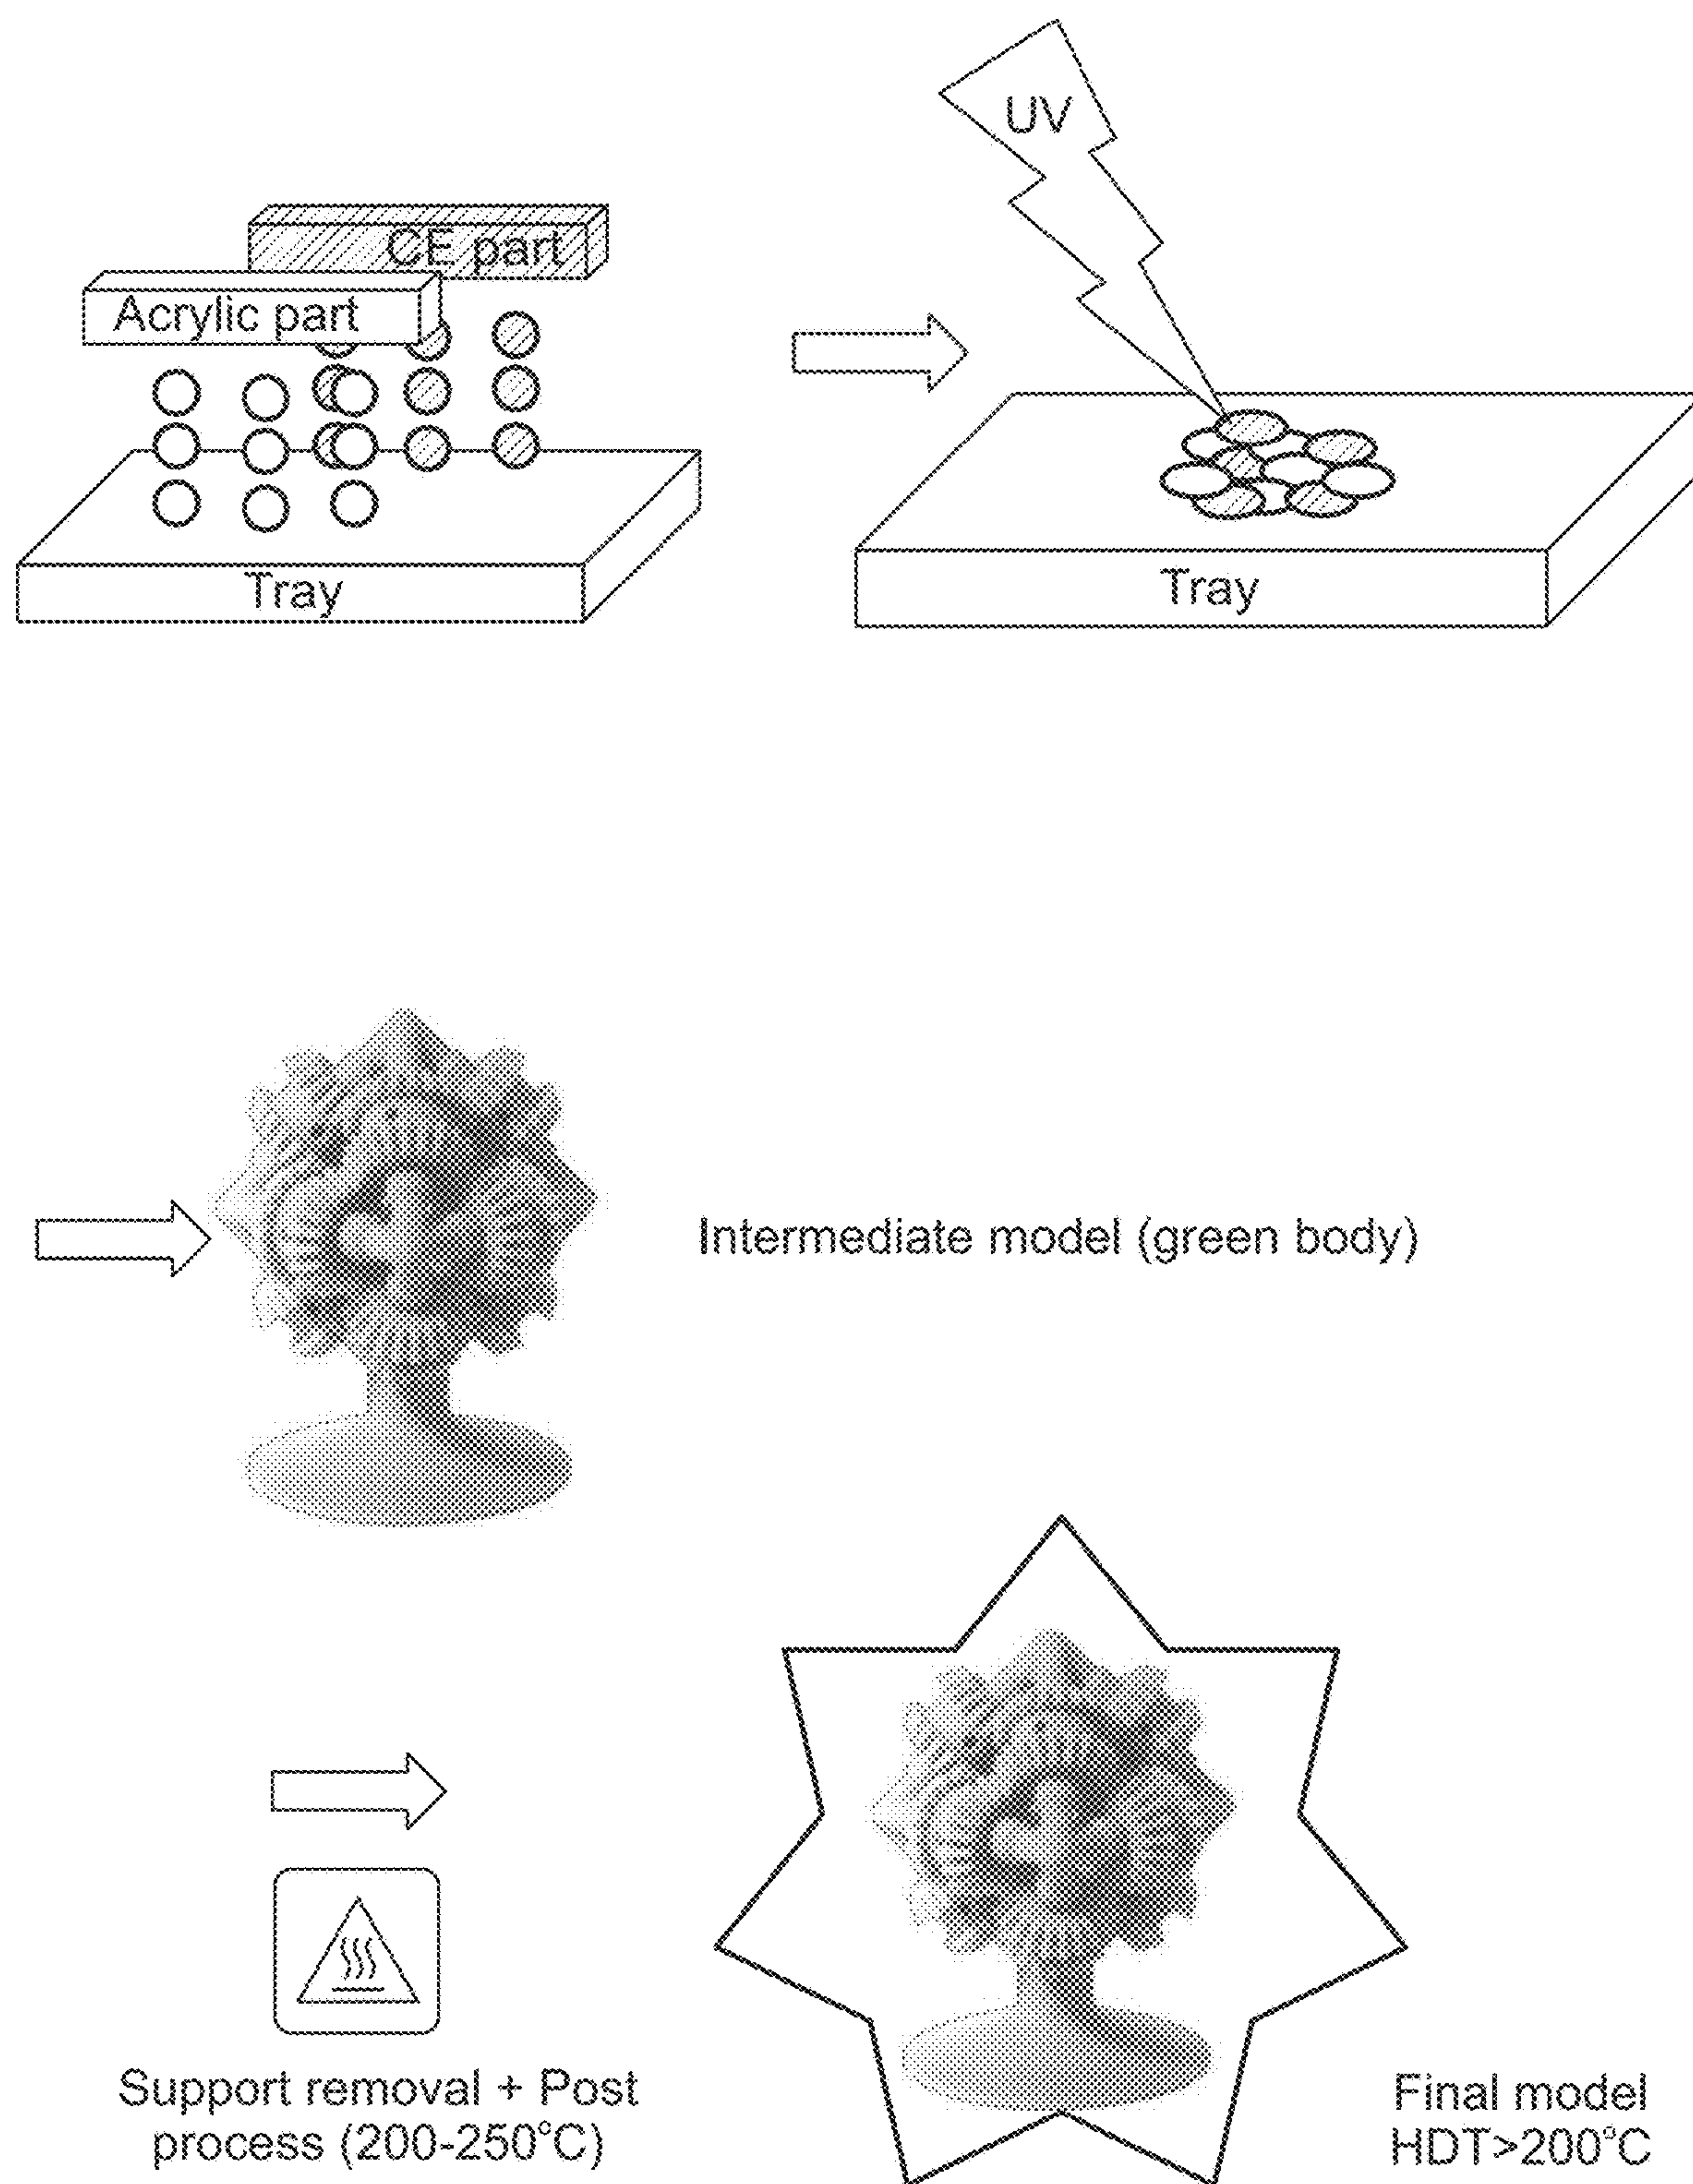 UV
CE part
Acrylic part
Tray
Tray
Intermediate model (green body)
Support removal + Post
process (200-250°C)
Final model
HDT>200°C